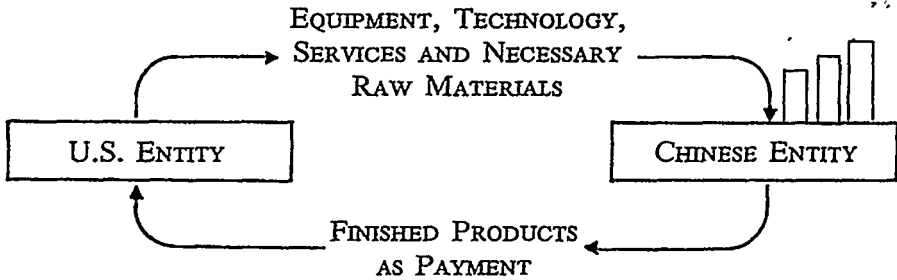 EQUIPMENT, TECHNOLOGY,
SERVICES AND NECESSARY
RAW MATERIALS
U.S. ENTITY
CHINESE ENTITY
FINISHED PRODUCTS
AS PAYMENT